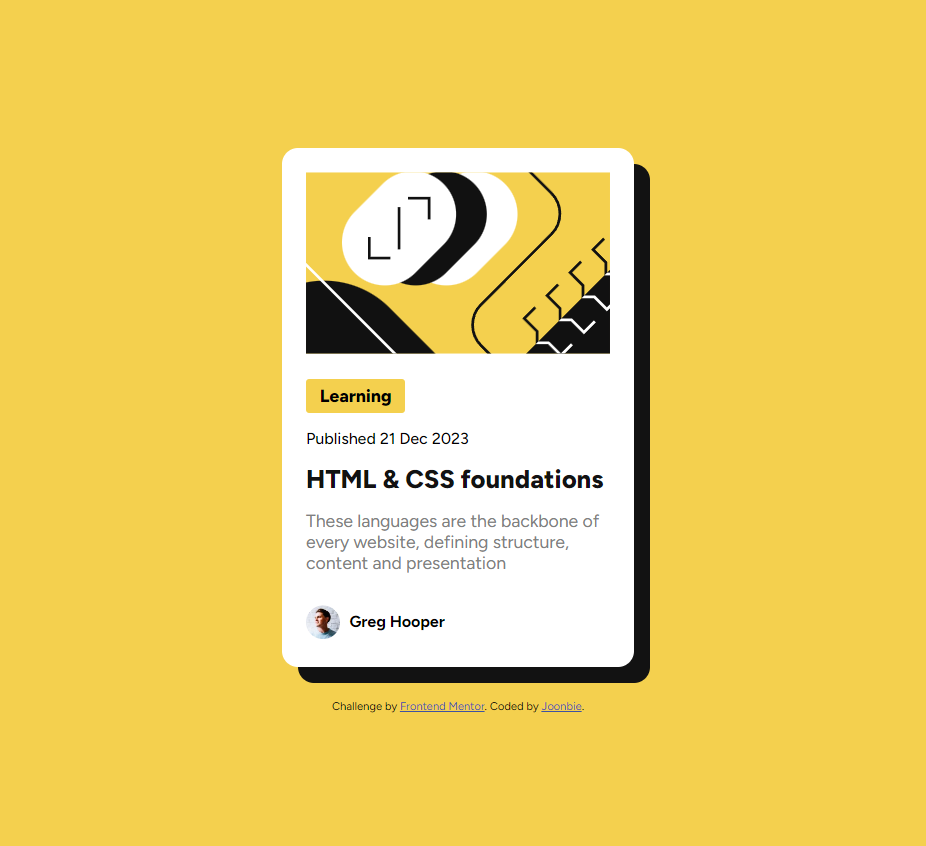 Learning
Published 21 Dec 2023
HTML & CSS foundations
These languages are the backbone of
every website, defining structure,
content and presentation
Greg Hooper
Challenge by Frontend Mentor. Coded by Joonbie.